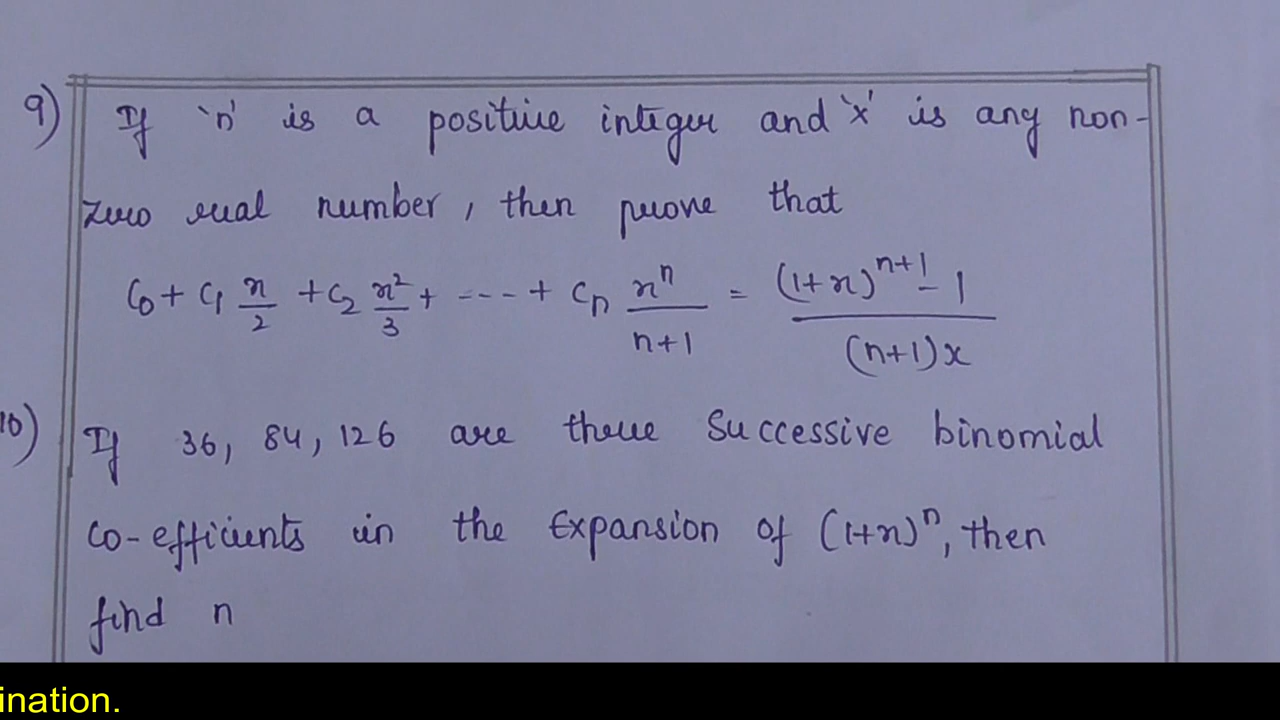 9) If 'n' is a positive integer and 'x' is any non-
zero real number, then prove that
C0 + C1 x/2 + C2 x²/3 + ---- + Cn xⁿ/n+1 = (1+x)ⁿ⁺¹ - 1/(n+1)x
10) If 36, 84, 126 are three successive binomial
co-efficients in the Expansion of (1+x)ⁿ, then
find n
ination.